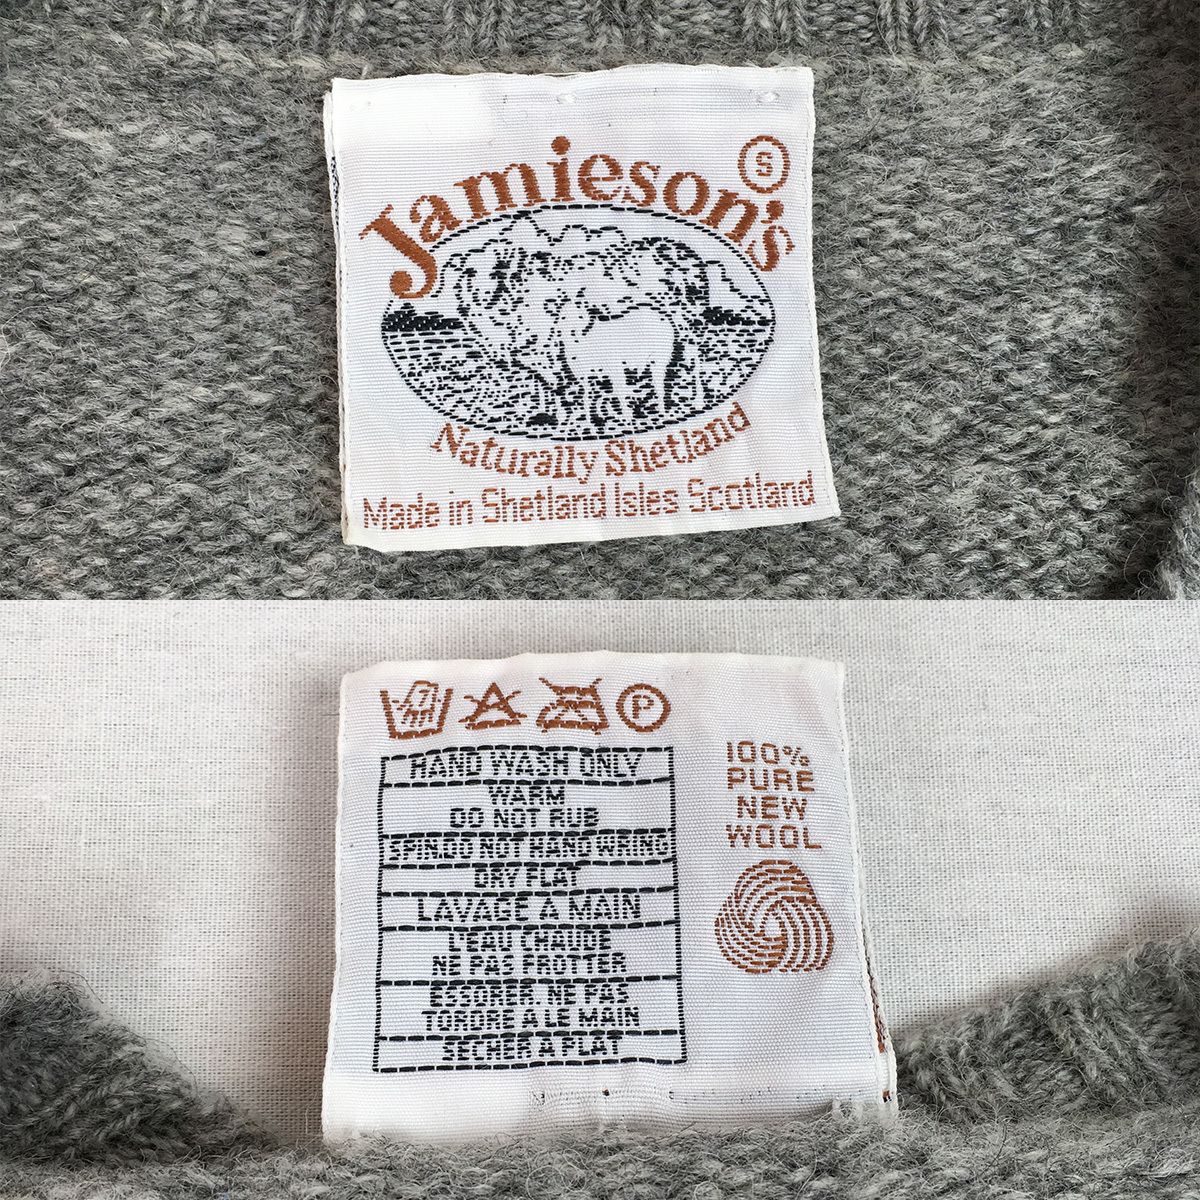 Jamieson's
S
Naturally Shetland
Made in Shetland Isles Scotland
P
HAND WASH ONLY
WARM
DO NOT RUB
SPIN.DO NOT HAND WRING
DRY FLAT
LAVAGE A MAIN
L'EAU CHAUDE
NE PAS FROTTER
ESSORER. NE PAS
TORDRE A LE MAIN
SECHER A PLAT
100%
PURE
NEW
WOOL